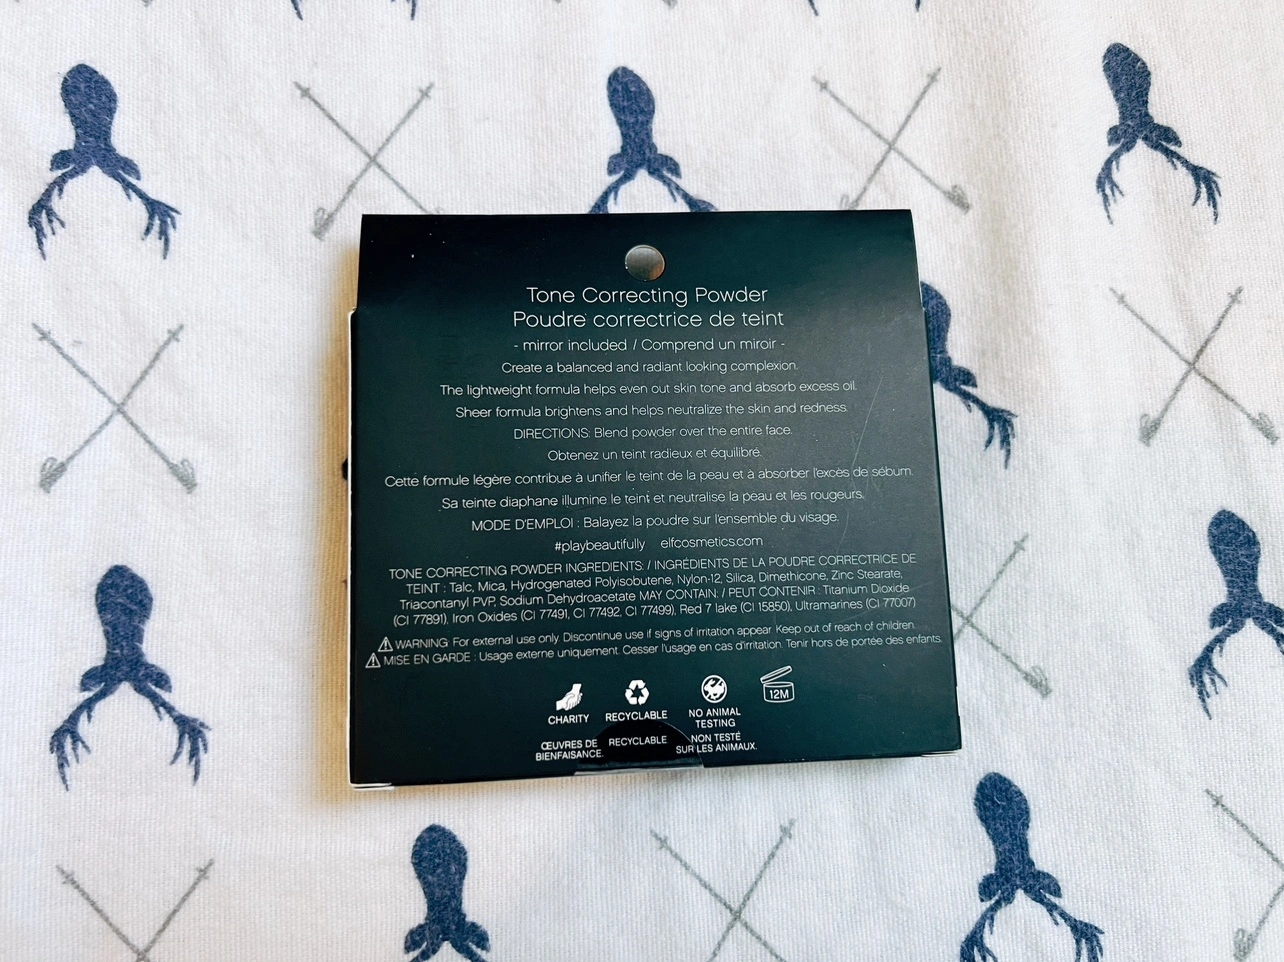 Tone Correcting Powder
Poudre correctrice de teint
- mirror included / Comprend un miroir -
Create a balanced and radiant looking complexion.
The lightweight formula helps even out skin tone and absorb excess oil.
Sheer formula brightens and helps neutralize the skin and redness.
DIRECTIONS: Blend powder over the entire face.
Obtenez un teint radieux et équilibré.
Cette formule légère contribue à unifier le teint de la peau et à absorber l'excès de sébum.
Sa teinte diaphane illumine le teint et neutralise la peau et les rougeurs.
MODE D'EMPLOI : Balayez la poudre sur l'ensemble du visage.
#playbeautifully elfcosmetics.com
TONE CORRECTING POWDER INGREDIENTS: / INGRÉDIENTS DE LA POUDRE CORRECTRICE DE
TEINT : Talc, Mica, Hydrogenated Polyisobutene, Nylon-12, Silica, Dimethicone, Zinc Stearate,
Triacontanyl PVP, Sodium Dehydroacetate MAY CONTAIN: / PEUT CONTENIR : Titanium Dioxide
(CI 77891), Iron Oxides (CI 77491, CI 77492, CI 77499), Red 7 lake (CI 15850), Ultramarines (CI 77007)
WARNING: For external use only. Discontinue use if signs of irritation appear. Keep out of reach of children.
MISE EN GARDE : Usage externe uniquement. Cesser l'usage en cas d'irritation. Tenir hors de portée des enfants.
12M
CHARITY RECYCLABLE NO ANIMAL TESTING
ŒUVRES DE BIENFAISANCE. RECYCLABLE NON TESTÉ SUR LES ANIMAUX.